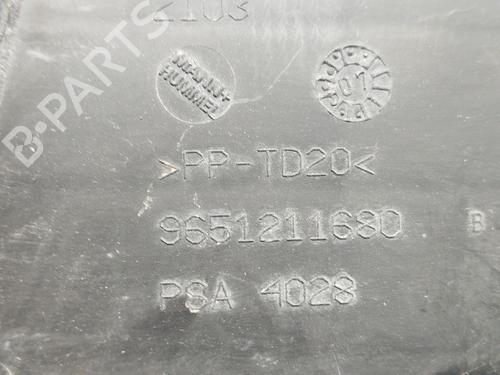 2103
MANN+
HUMMEL
07
>PP-TD20<
9651211680
B
PSA 4028
B-PARTS